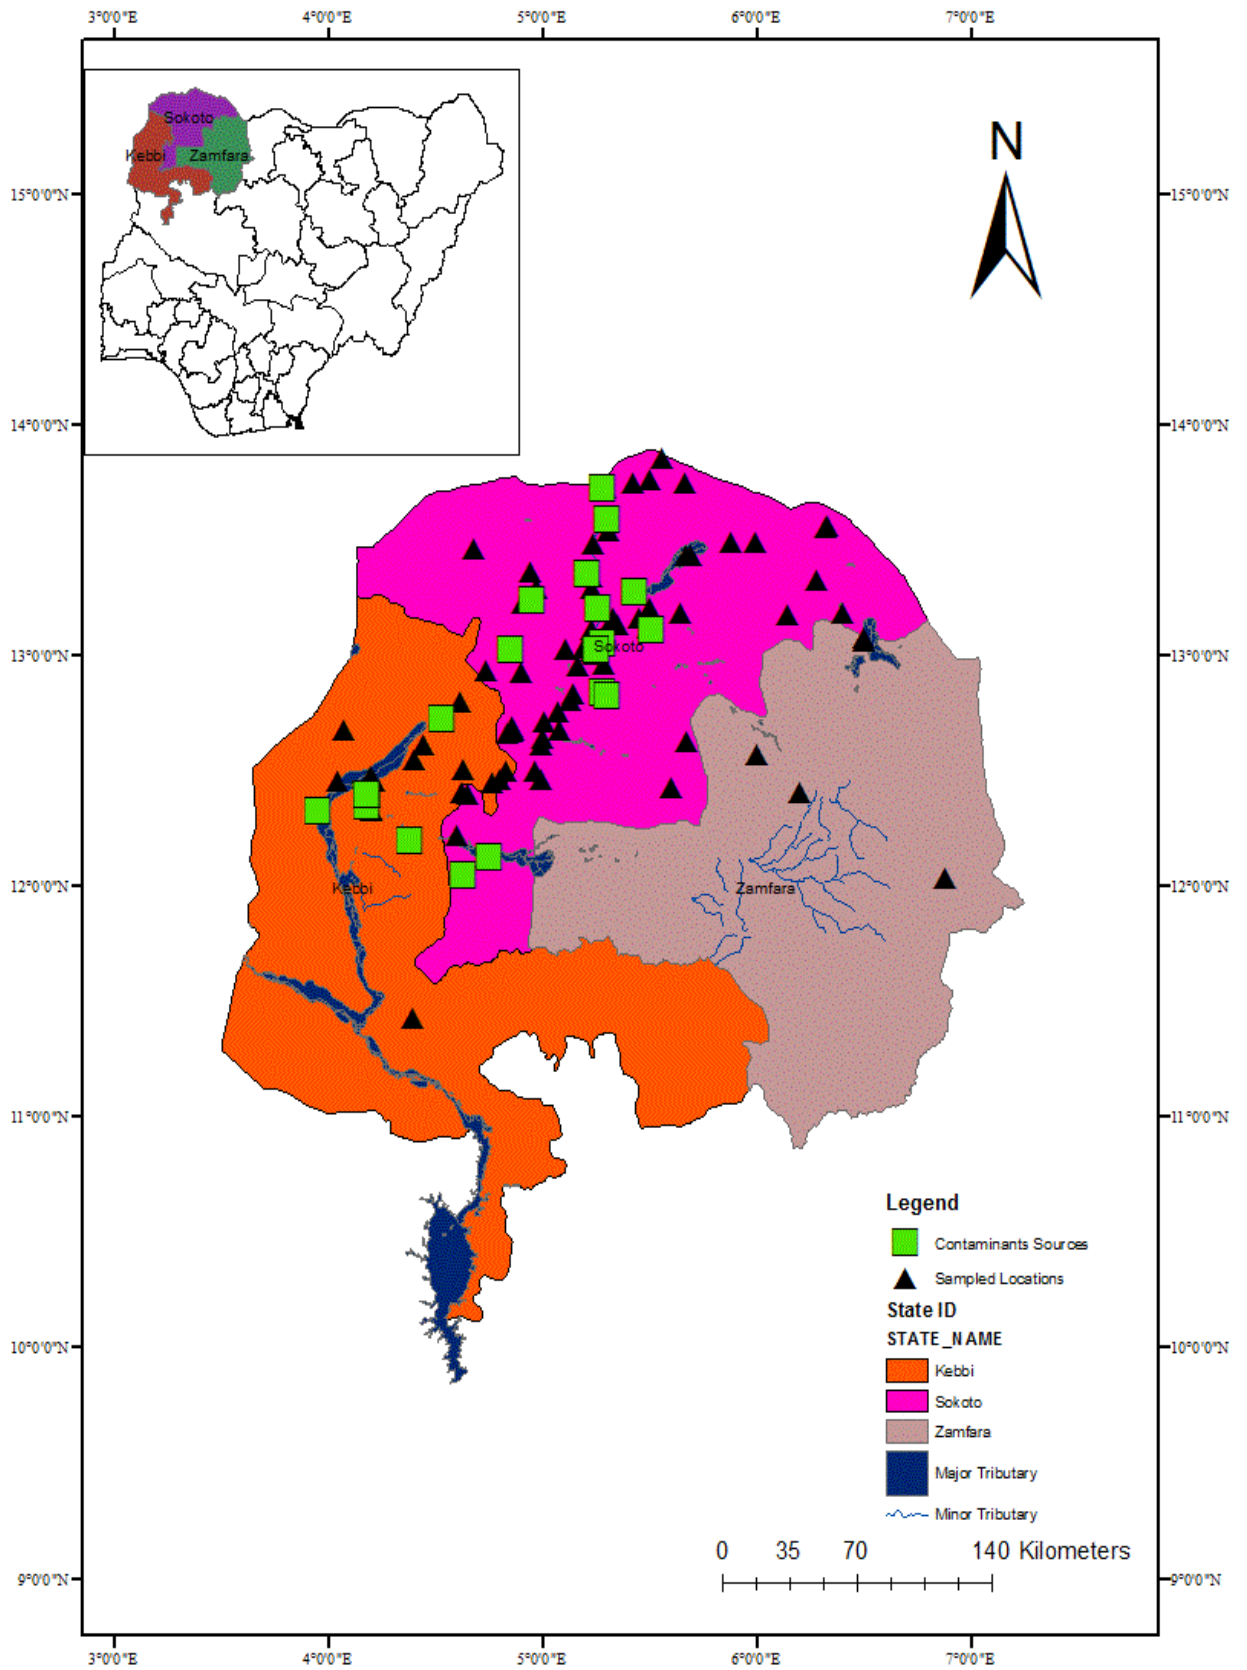 3°0'0"E 4°0'0"E 5°0'0"E 6°0'0"E 7°0'0"E
Sokoto
Kebbi Zamfara
N
15°0'0"N 15°0'0"N
14°0'0"N 14°0'0"N
Sokoto
13°0'0"N 13°0'0"N
12°0'0"N 12°0'0"N
Kebbi Zamfara
11°0'0"N 11°0'0"N
Legend
Contaminants Sources
Sampled Locations
State ID
STATE_NAME
10°0'0"N 10°0'0"N
Kebbi
Sokoto
Zamfara
Major Tributary
Minor Tributary
0 35 70 140 Kilometers
9°0'0"N 9°0'0"N
3°0'0"E 4°0'0"E 5°0'0"E 6°0'0"E 7°0'0"E